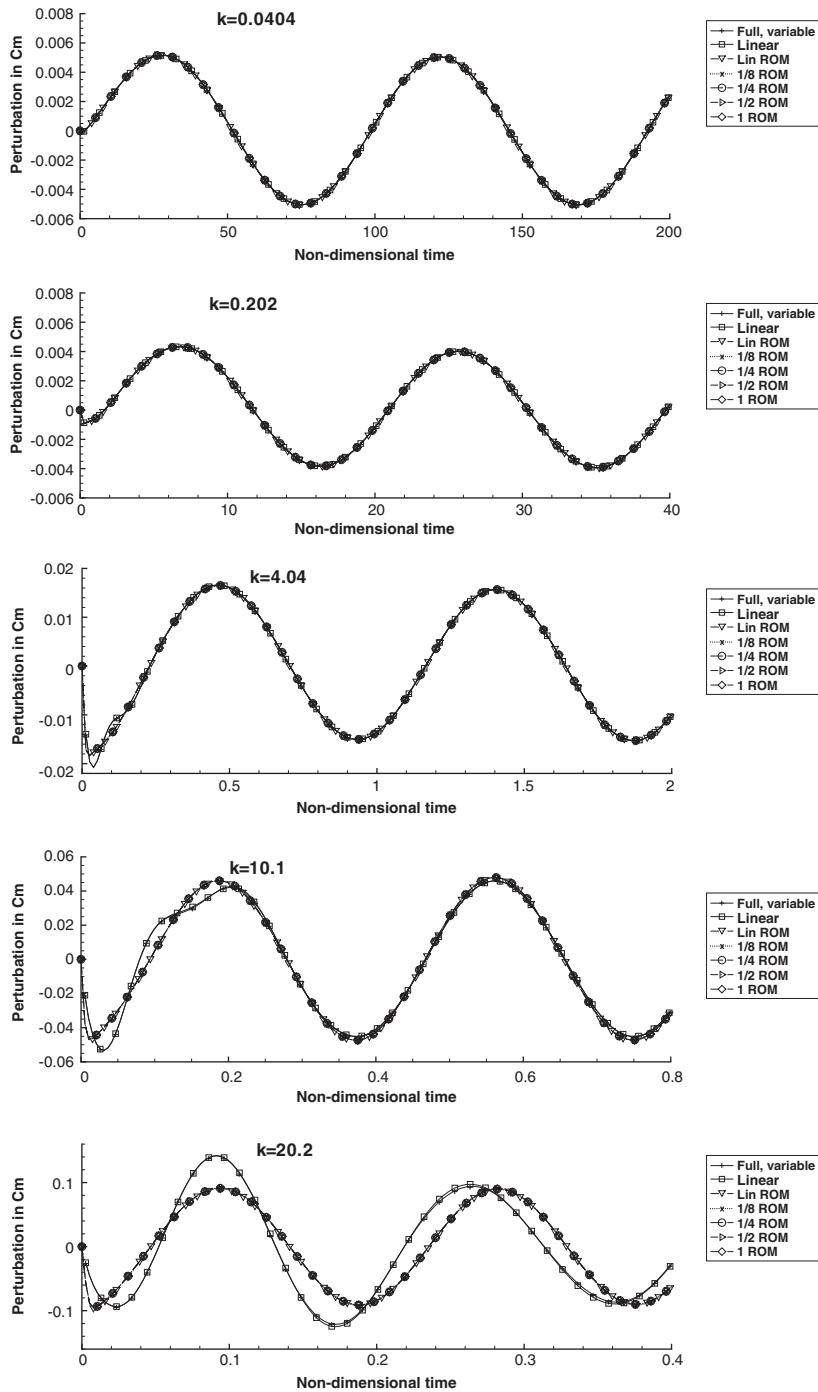 k=0.0404
0.008
0.006
0.004
0.002
0
-0.002
-0.004
-0.006
Perturbation in Cm
0 50 100 150 200
Non-dimensional time
Full, variable
Linear
Lin ROM
1/8 ROM
1/4 ROM
1/2 ROM
1 ROM
k=0.202
0.008
0.006
0.004
0.002
0
-0.002
-0.004
-0.006
Perturbation in Cm
0 10 20 30 40
Non-dimensional time
Full, variable
Linear
Lin ROM
1/8 ROM
1/4 ROM
1/2 ROM
1 ROM
k=4.04
0.02
0.01
0
-0.01
-0.02
Perturbation in Cm
0 0.5 1 1.5 2
Non-dimensional time
Full, variable
Linear
Lin ROM
1/8 ROM
1/4 ROM
1/2 ROM
1 ROM
k=10.1
0.06
0.04
0.02
0
-0.02
-0.04
-0.06
Perturbation in Cm
0 0.2 0.4 0.6 0.8
Non-dimensional time
Full, variable
Linear
Lin ROM
1/8 ROM
1/4 ROM
1/2 ROM
1 ROM
k=20.2
0.1
0
-0.1
Perturbation in Cm
0 0.1 0.2 0.3 0.4
Non-dimensional time
Full, variable
Linear
Lin ROM
1/8 ROM
1/4 ROM
1/2 ROM
1 ROM